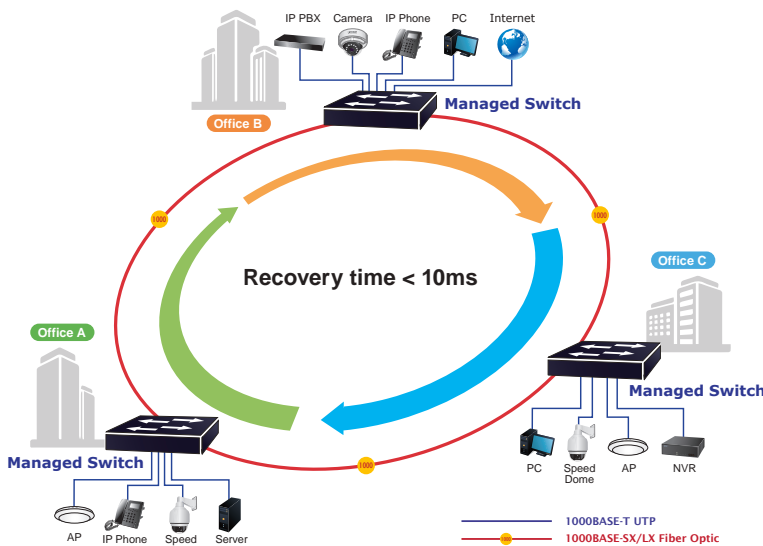 IP PBX
Camera
IP Phone
PC
Internet
Managed Switch
Office B
1000
1000
Recovery time < 10ms
Office C
Office A
Managed Switch
Managed Switch
PC
Speed
Dome
AP
NVR
1000
AP
IP Phone
Speed
Server
1000BASE-T UTP
1000
1000BASE-SX/LX Fiber Optic